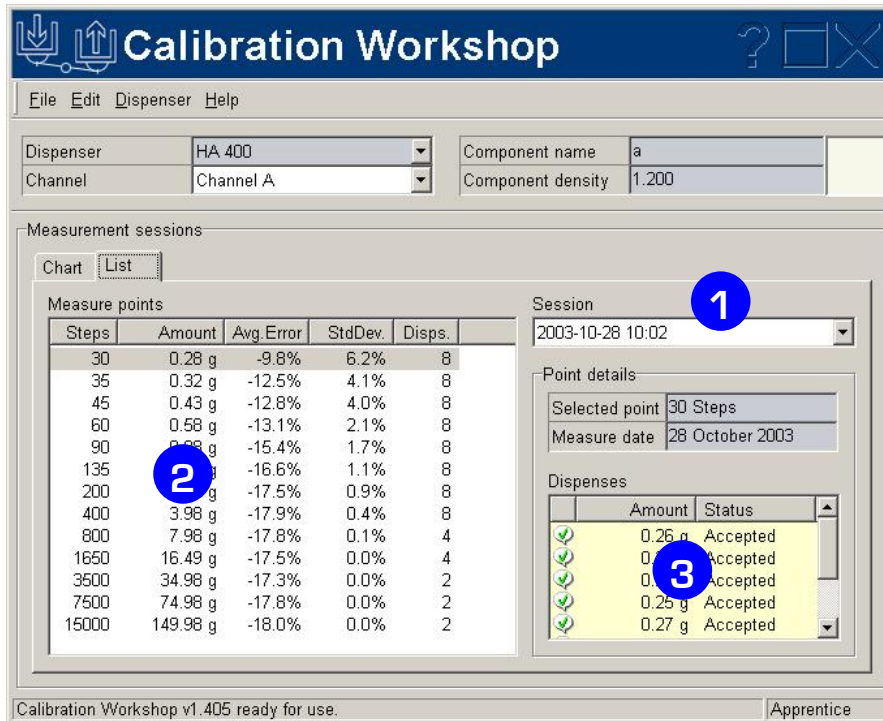 Calibration Workshop
File Edit Dispenser Help
Dispenser HA 400 Component name a
Channel Channel A Component density 1.200
Measurement sessions
Chart List
Measure points
Steps Amount Avg.Error StdDev. Disps.
30 0.28 g -9.8% 6.2% 8
35 0.32 g -12.5% 4.1% 8
45 0.43 g -12.8% 4.0% 8
60 0.58 g -13.1% 2.1% 8
90 g -15.4% 1.7% 8
135 g -16.6% 1.1% 8
200 g -17.5% 0.9% 8
400 3.98 g -17.9% 0.4% 8
800 7.98 g -17.8% 0.1% 4
1650 16.49 g -17.5% 0.0% 4
3500 34.98 g -17.3% 0.0% 2
7500 74.98 g -17.8% 0.0% 2
15000 149.98 g -18.0% 0.0% 2
2
Session
1
2003-10-28 10:02
Point details
Selected point 30 Steps
Measure date 28 October 2003
Dispenses
Amount Status
0.26 g Accepted
Accepted
Accepted
0.25 g Accepted
0.27 g Accepted
3
Calibration Workshop v1.405 ready for use. Apprentice